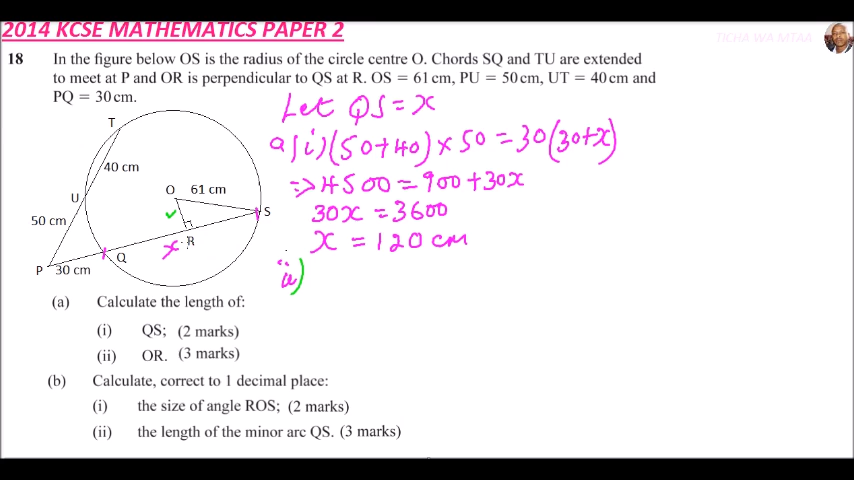 2014 KCSE MATHEMATICS PAPER 2
TICHA WA MTAA
18 In the figure below OS is the radius of the circle centre O. Chords SQ and TU are extended
to meet at P and OR is perpendicular to QS at R. OS = 61 cm, PU = 50 cm, UT = 40 cm and
PQ = 30 cm.
Let QS = x
a(i) (50+40) × 50 = 30(30+x)
=> 4500 = 900 + 30x
30x = 3600
x = 120 cm
ii)
T
40 cm
U
O 61 cm
S
50 cm
R
x
Q
P 30 cm
(a) Calculate the length of:
(i) QS; (2 marks)
(ii) OR. (3 marks)
(b) Calculate, correct to 1 decimal place:
(i) the size of angle ROS; (2 marks)
(ii) the length of the minor arc QS. (3 marks)